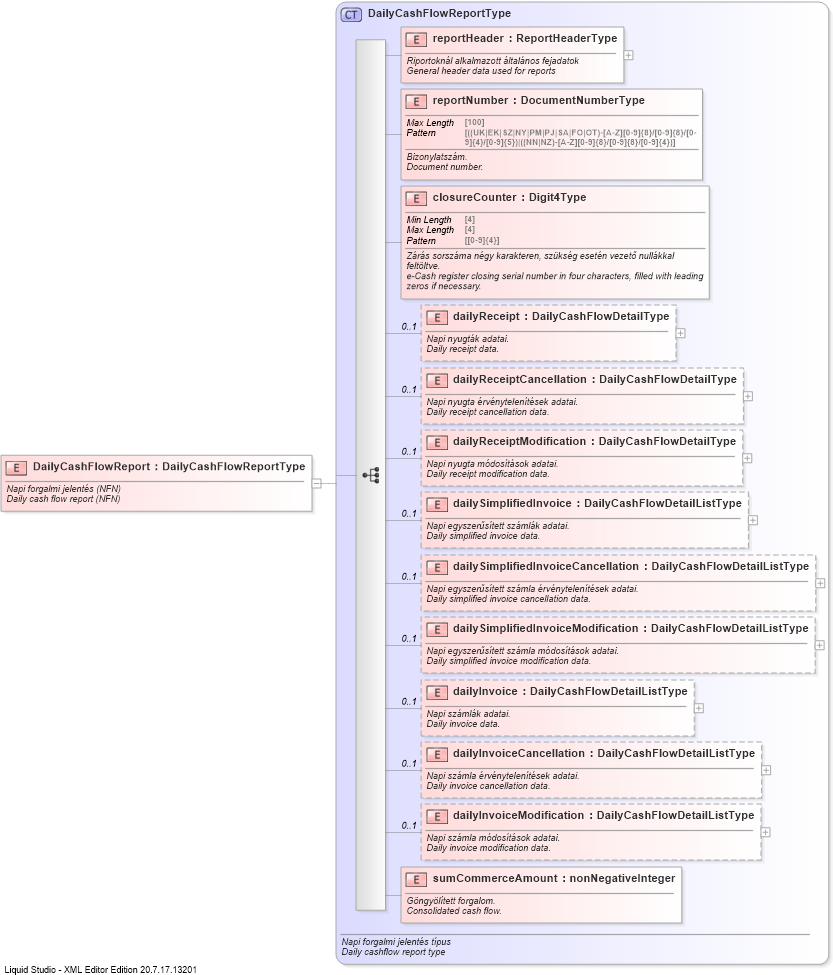 CT DailyCashFlowReportType
E reportHeader : ReportHeaderType
Riportoknál alkalmazott általános fejadatok
General header data used for reports
E reportNumber : DocumentNumberType
Max Length [100]
Pattern [((UK|EK|SZ|NY|PM|PJ|SA|FO|OT)-[A-Z][0-9]{8}/[0-9]{8}/[0-
9]{4}/[0-9]{5})|((NN|NZ)-[A-Z][0-9]{8}/[0-9]{8}/[0-9]{4})]
Bizonylatszám.
Document number.
E closureCounter : Digit4Type
Min Length [4]
Max Length [4]
Pattern [[0-9]{4}]
Zárás sorszáma négy karakteren, szükség esetén vezető nullákkal
feltöltve.
e-Cash register closing serial number in four characters, filled with leading
zeros if necessary.
0..1
E dailyReceipt : DailyCashFlowDetailType
Napi nyugták adatai.
Daily receipt data.
0..1
E dailyReceiptCancellation : DailyCashFlowDetailType
Napi nyugta érvénytelenítések adatai.
Daily receipt cancellation data.
0..1
E dailyReceiptModification : DailyCashFlowDetailType
Napi nyugta módosítások adatai.
Daily receipt modification data.
E DailyCashFlowReport : DailyCashFlowReportType
Napi forgalmi jelentés (NFN)
Daily cash flow report (NFN)
0..1
E dailySimplifiedInvoice : DailyCashFlowDetailListType
Napi egyszerűsített számlák adatai.
Daily simplified invoice data.
0..1
E dailySimplifiedInvoiceCancellation : DailyCashFlowDetailListType
Napi egyszerűsített számla érvénytelenítések adatai.
Daily simplified invoice cancellation data.
0..1
E dailySimplifiedInvoiceModification : DailyCashFlowDetailListType
Napi egyszerűsített számla módosítások adatai.
Daily simplified invoice modification data.
0..1
E dailyInvoice : DailyCashFlowDetailListType
Napi számlák adatai.
Daily invoice data.
0..1
E dailyInvoiceCancellation : DailyCashFlowDetailListType
Napi számla érvénytelenítések adatai.
Daily invoice cancellation data.
0..1
E dailyInvoiceModification : DailyCashFlowDetailListType
Napi számla módosítások adatai.
Daily invoice modification data.
E sumCommerceAmount : nonNegativeInteger
Göngyölített forgalom.
Consolidated cash flow.
Napi forgalmi jelentés típus
Daily cashflow report type
Liquid Studio - XML Editor Edition 20.7.17.13201